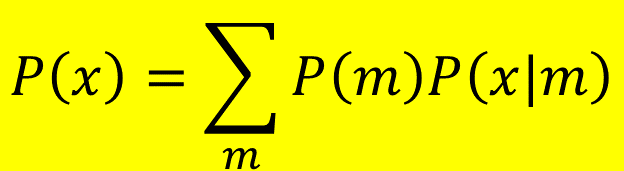 P(x) = ∑ P(m)P(x|m)
m